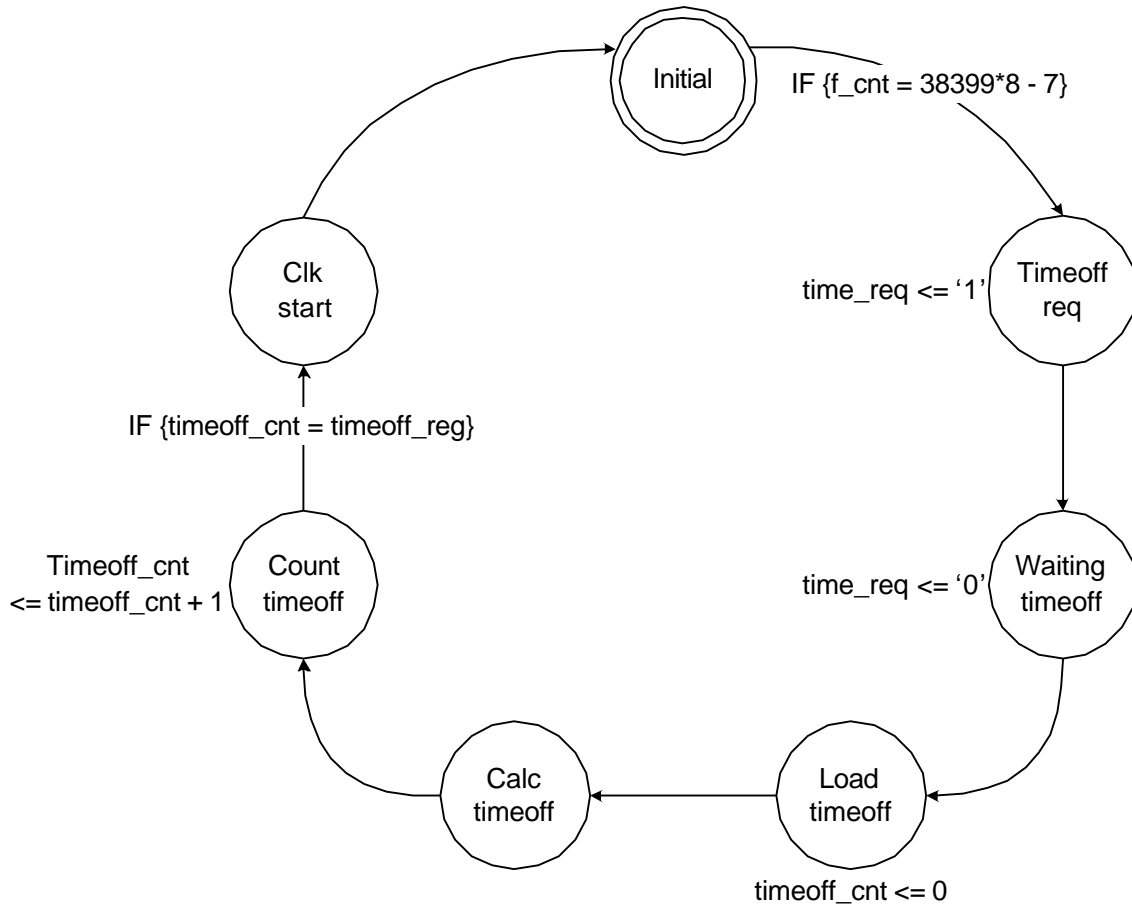 Initial
IF {f_cnt = 38399*8 - 7}
Clk
start
time_req <= ‘1’
Timeoff
req
IF {timeoff_cnt = timeoff_reg}
Timeoff_cnt
<= timeoff_cnt + 1
Count
timeoff
time_req <= ‘0’
Waiting
timeoff
Calc
timeoff
Load
timeoff
timeoff_cnt <= 0